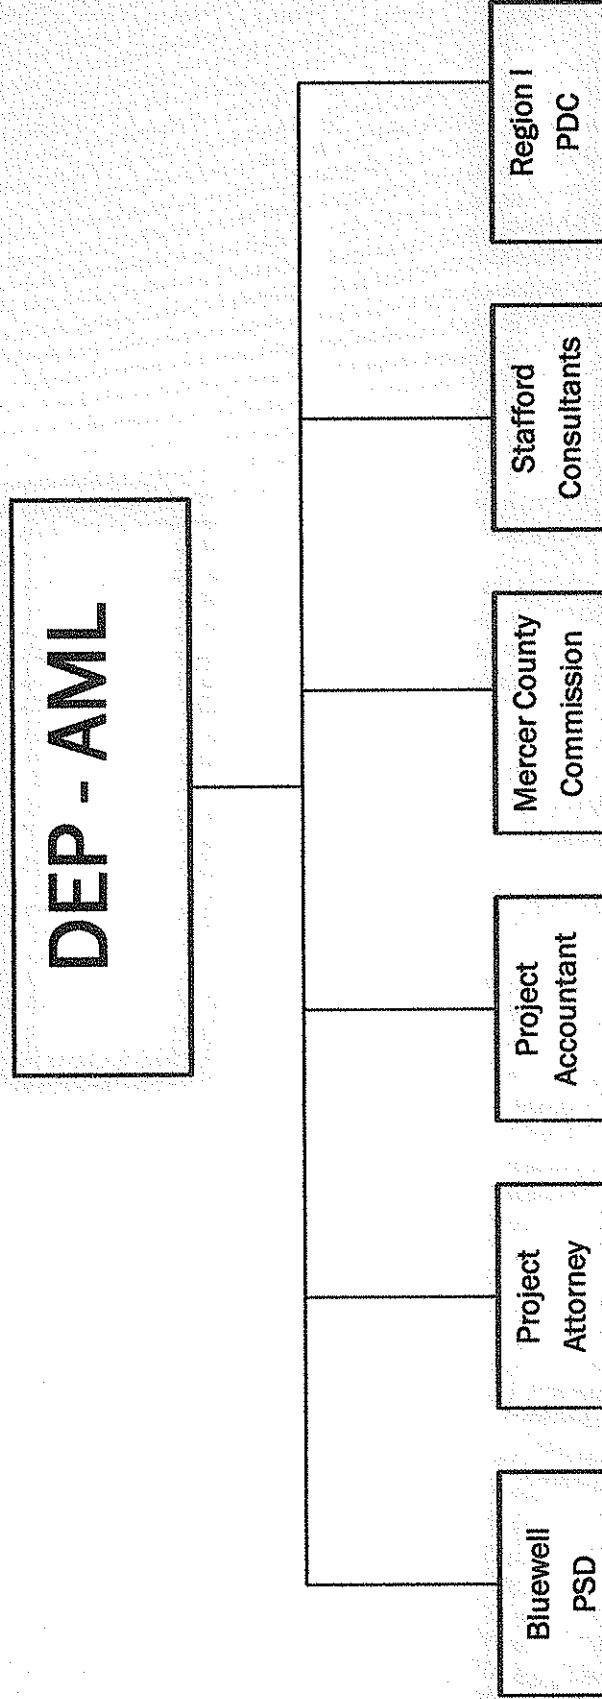 DEP - AML
Bluewell
PSD
Project
Attorney
Project
Accountant
Mercer County
Commission
Stafford
Consultants
Region I
PDC